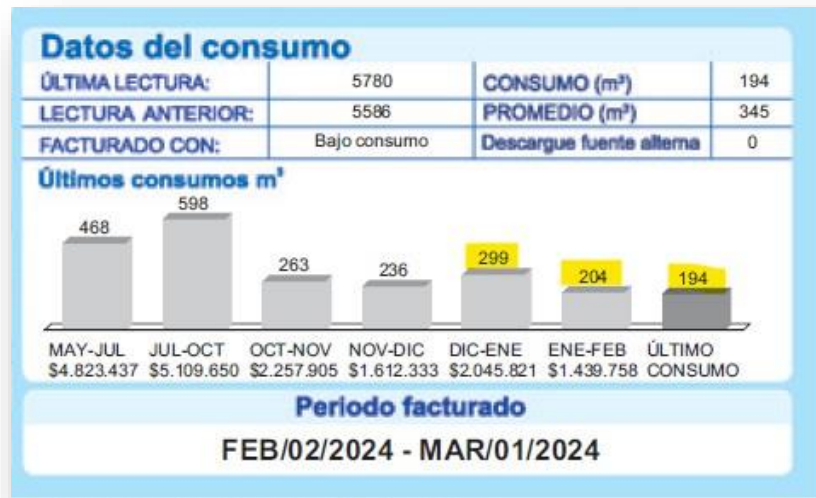 Datos del consumo
ÚLTIMA LECTURA: 5780 CONSUMO (m³) 194
LECTURA ANTERIOR: 5586 PROMEDIO (m³) 345
FACTURADO CON: Bajo consumo Descargue fuente alterna 0
Últimos consumos m³
468 598 263 236 299 204 194
MAY-JUL JUL-OCT OCT-NOV NOV-DIC DIC-ENE ENE-FEB ÚLTIMO
$4.823.437 $5.109.650 $2.257.905 $1.612.333 $2.045.821 $1.439.758 CONSUMO
Periodo facturado
FEB/02/2024 - MAR/01/2024